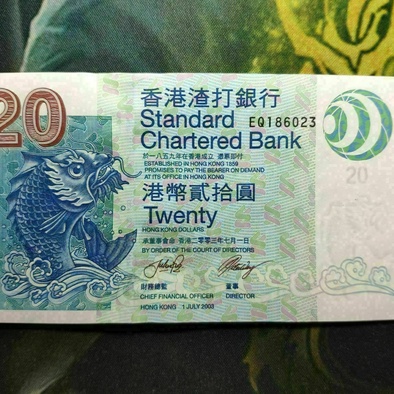 20
香港渣打銀行
Standard
Chartered Bank
EQ186023
於一八五九年在香港成立 憑票即付
ESTABLISHED IN HONG KONG 1859
PROMISES TO PAY THE BEARER ON DEMAND
AT ITS OFFICE IN HONG KONG
20
港幣貳拾圓
Twenty
HONG KONG DOLLARS
承董事會命 香港二零零三年七月一日
BY ORDER OF THE COURT OF DIRECTORS
財務總監 董事
CHIEF FINANCIAL OFFICER DIRECTOR
HONG KONG 1 JULY 2003